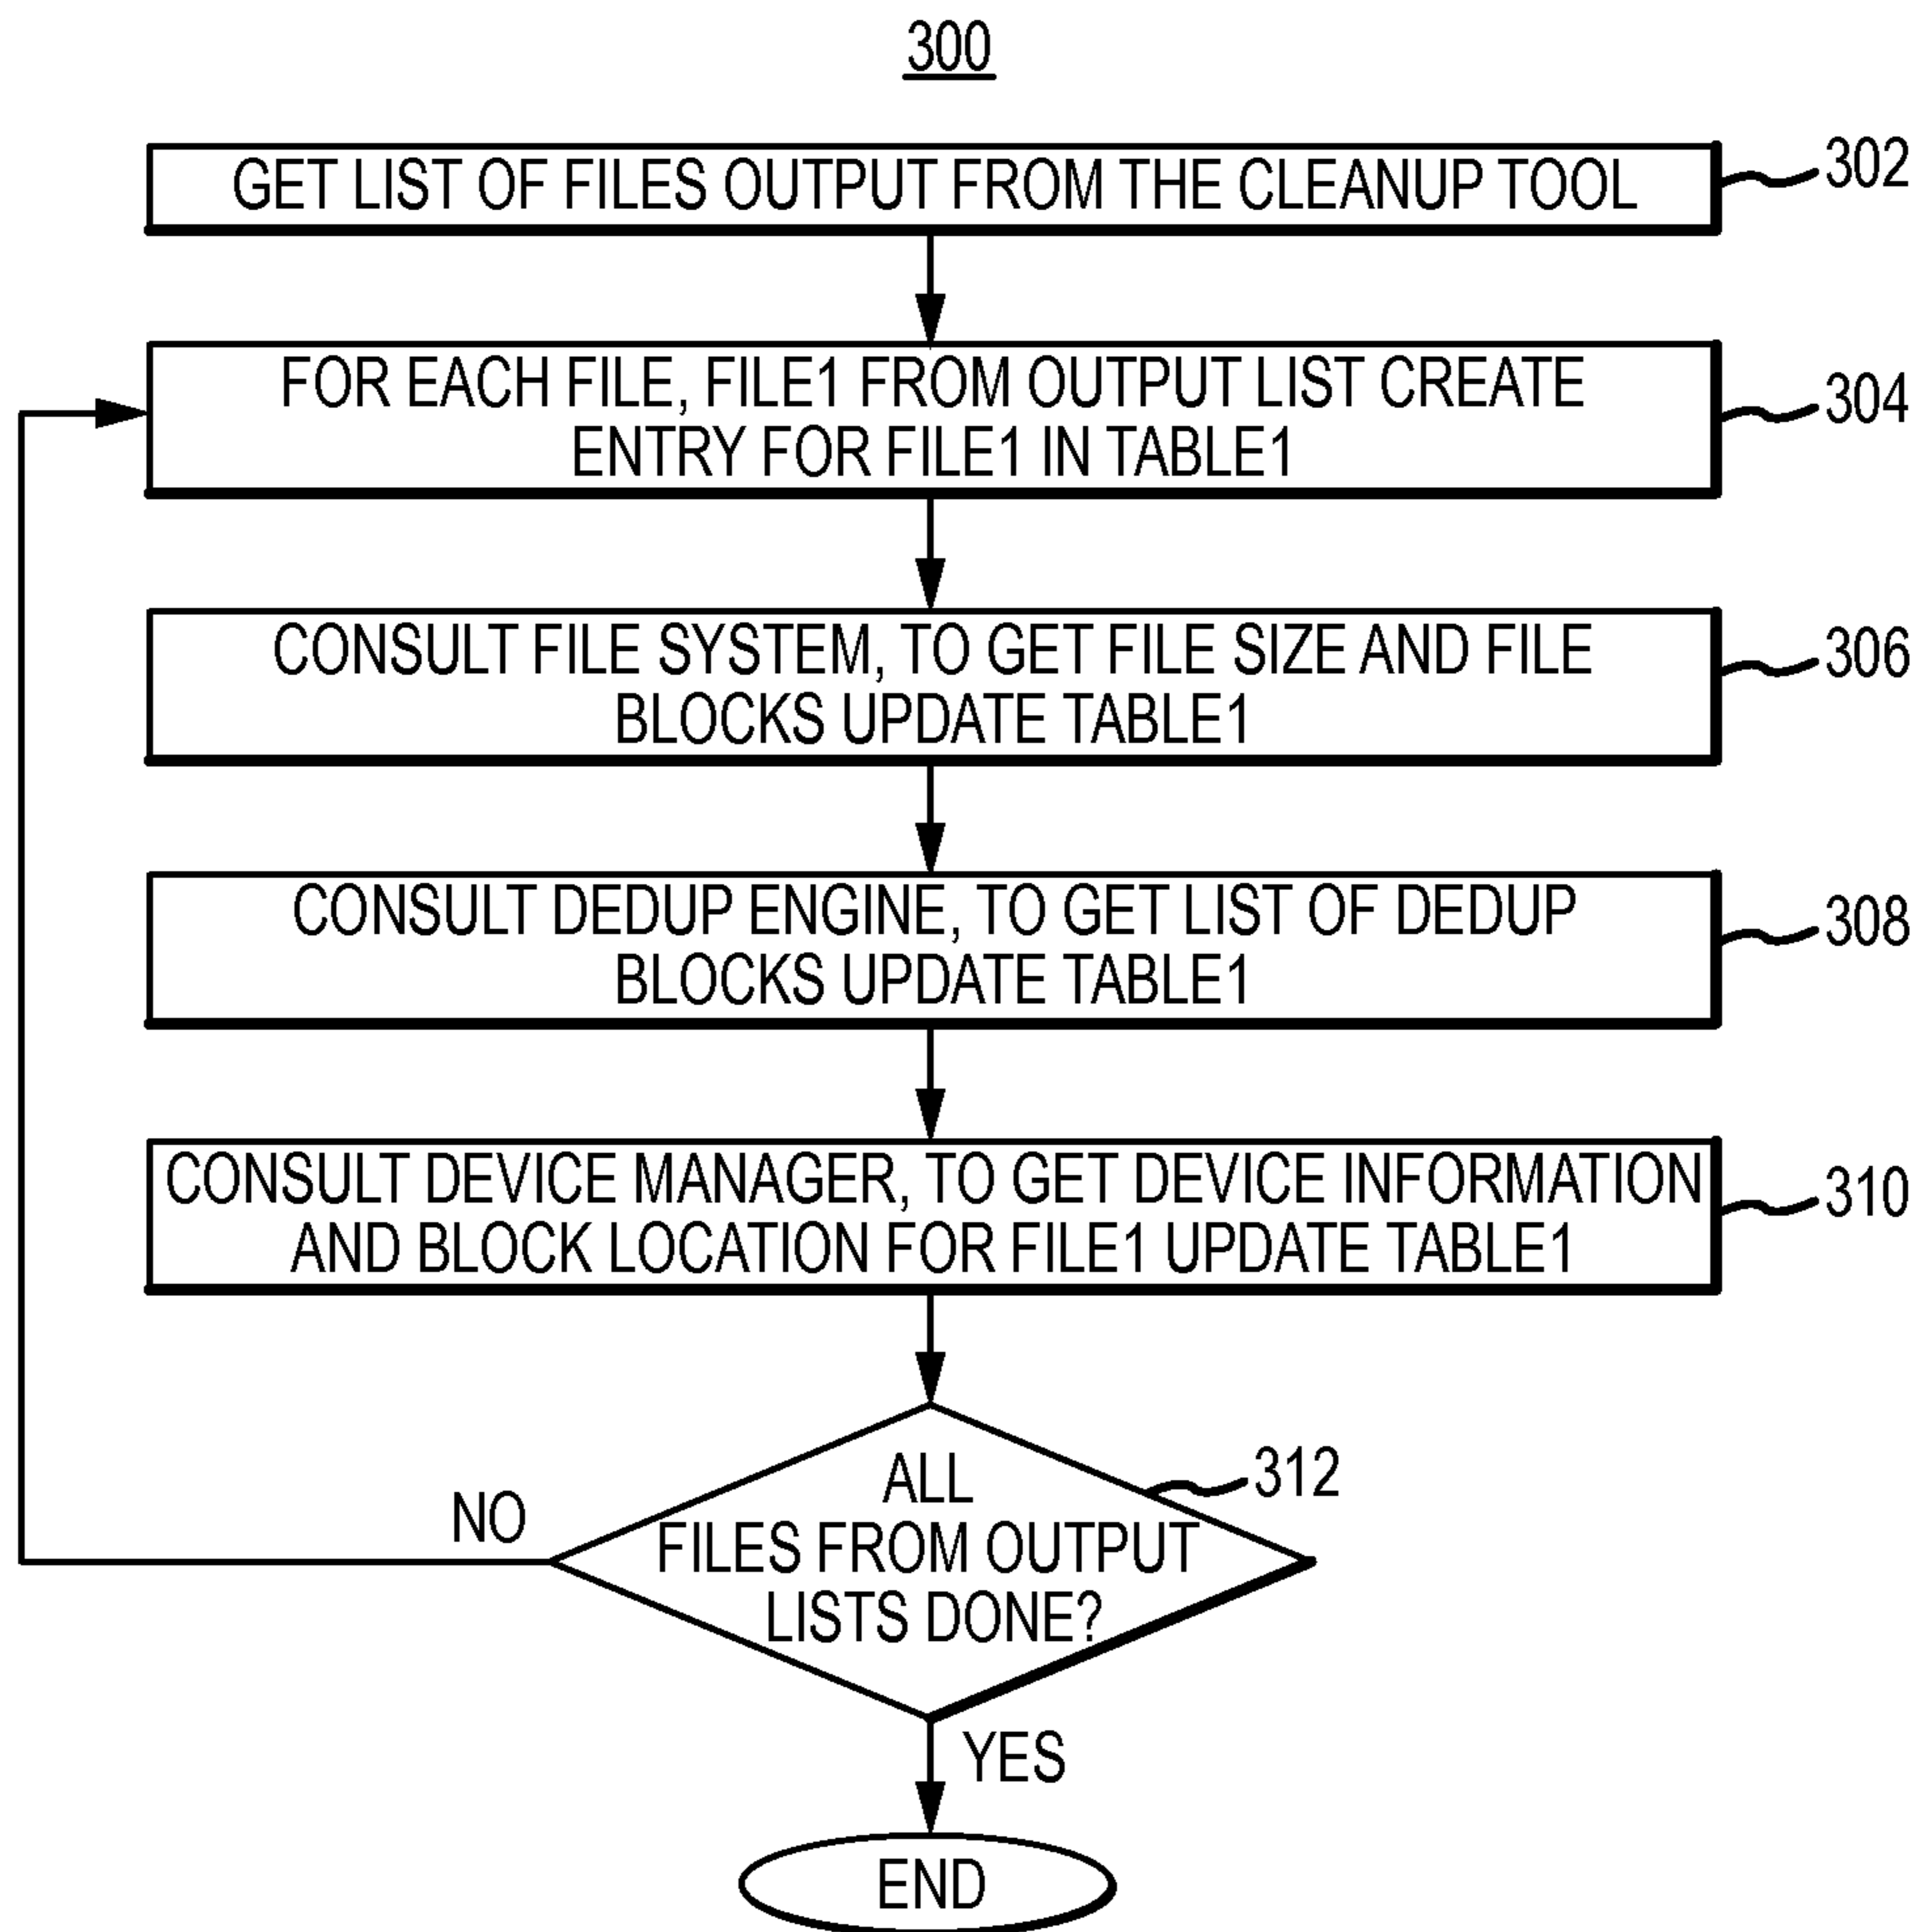 300
GET LIST OF FILES OUTPUT FROM THE CLEANUP TOOL
302
FOR EACH FILE, FILE1 FROM OUTPUT LIST CREATE
ENTRY FOR FILE1 IN TABLE1
304
CONSULT FILE SYSTEM, TO GET FILE SIZE AND FILE
BLOCKS UPDATE TABLE1
306
CONSULT DEDUP ENGINE, TO GET LIST OF DEDUP
BLOCKS UPDATE TABLE1
308
CONSULT DEVICE MANAGER, TO GET DEVICE INFORMATION
AND BLOCK LOCATION FOR FILE1 UPDATE TABLE1
310
ALL
FILES FROM OUTPUT
LISTS DONE?
312
NO
YES
END